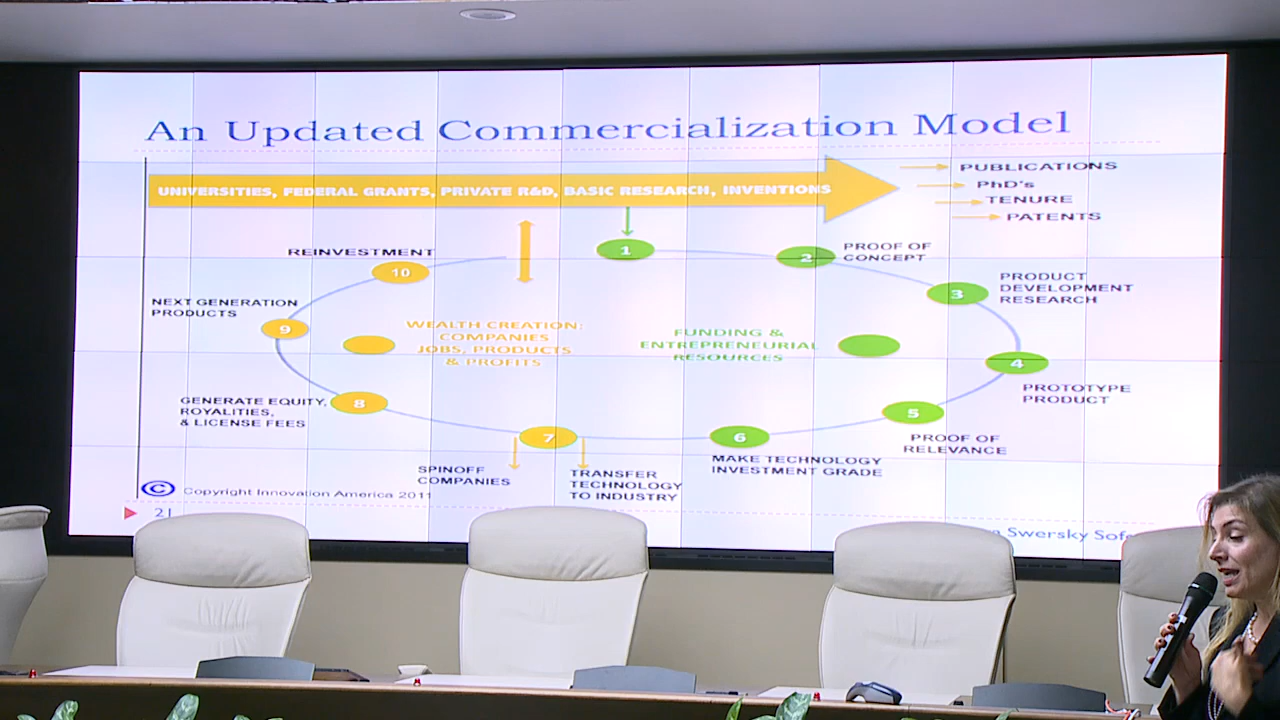 An Updated Commercialization Model
UNIVERSITIES, FEDERAL GRANTS, PRIVATE R&D, BASIC RESEARCH, INVENTIONS
PUBLICATIONS
PhD's
TENURE
PATENTS
1
2
PROOF OF
CONCEPT
3
PRODUCT
DEVELOPMENT
RESEARCH
4
PROTOTYPE
PRODUCT
5
PROOF OF
RELEVANCE
6
MAKE TECHNOLOGY
INVESTMENT GRADE
7
SPINOFF
COMPANIES
TRANSFER
TECHNOLOGY
TO INDUSTRY
8
GENERATE EQUITY,
ROYALITIES,
& LICENSE FEES
9
NEXT GENERATION
PRODUCTS
10
REINVESTMENT
WEALTH CREATION:
COMPANIES
JOBS, PRODUCTS
& PROFITS
FUNDING &
ENTREPRENEURIAL
RESOURCES
© Copyright Innovation America 2011
21
Swersky